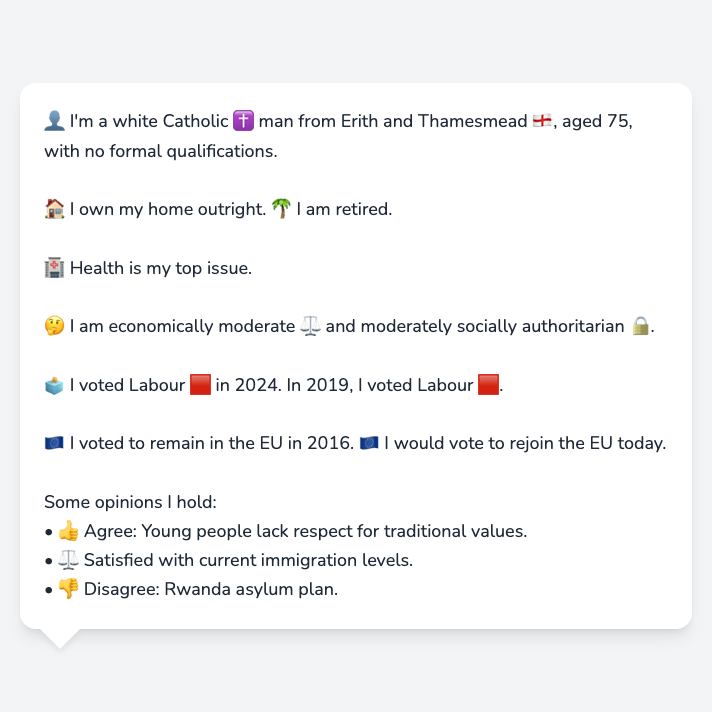 👤 I'm a white Catholic ✝️ man from Erith and Thamesmead 🏴󠁧󠁢󠁥󠁮󠁧󠁿, aged 75,
with no formal qualifications.
🏠 I own my home outright. 🌴 I am retired.
🏥 Health is my top issue.
🤔 I am economically moderate ⚖️ and moderately socially authoritarian 🔒.
🗳️ I voted Labour 🟥 in 2024. In 2019, I voted Labour 🟥.
🇪🇺 I voted to remain in the EU in 2016. 🇪🇺 I would vote to rejoin the EU today.
Some opinions I hold:
• 👍 Agree: Young people lack respect for traditional values.
• ⚖️ Satisfied with current immigration levels.
• 👎 Disagree: Rwanda asylum plan.